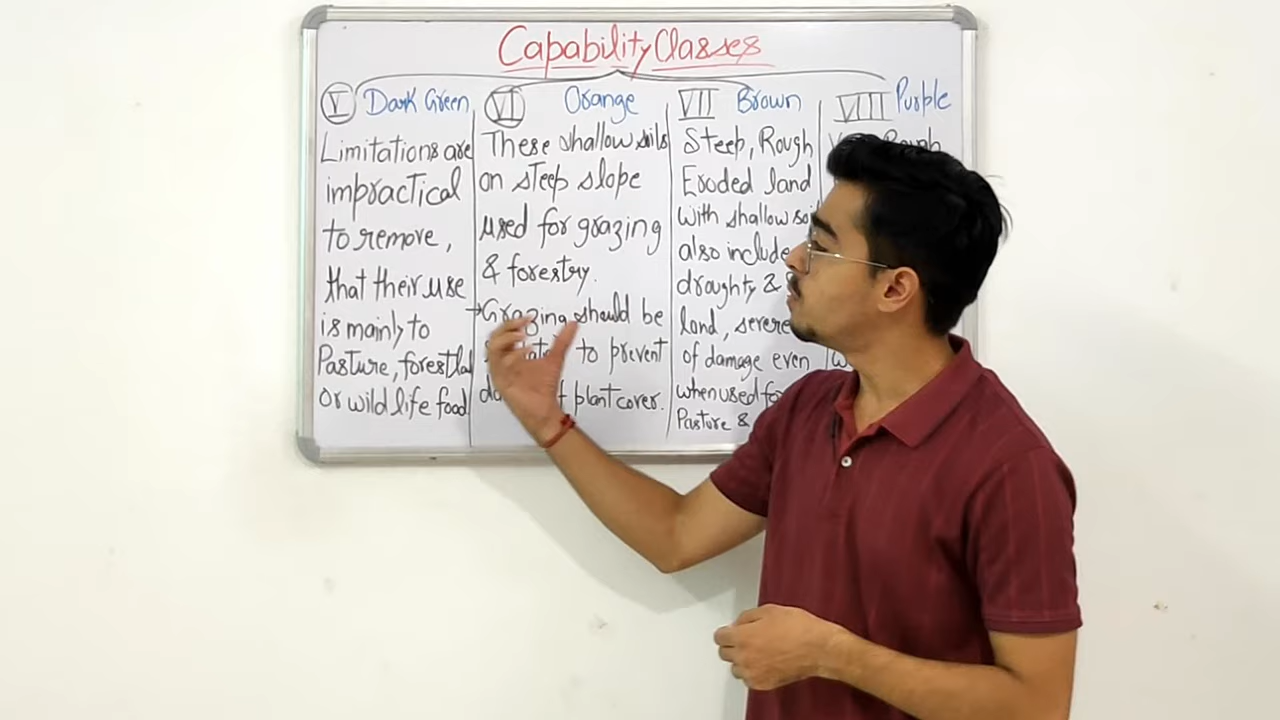 Capability Classes
V Dark Green
Limitations are
impractical
to remove,
that their use
is mainly to
Pasture, forestland
Or wild life food
VI Orange
These shallow soils
on steep slope
used for grazing
& forestry.
→ Grazing should be
to prevent
plant cover.
VII Brown
Steep, Rough
Eroded land
with shallow
also include
droughty &
land, severe
of damage even
when used
Pasture &
VIII Purple
Rough